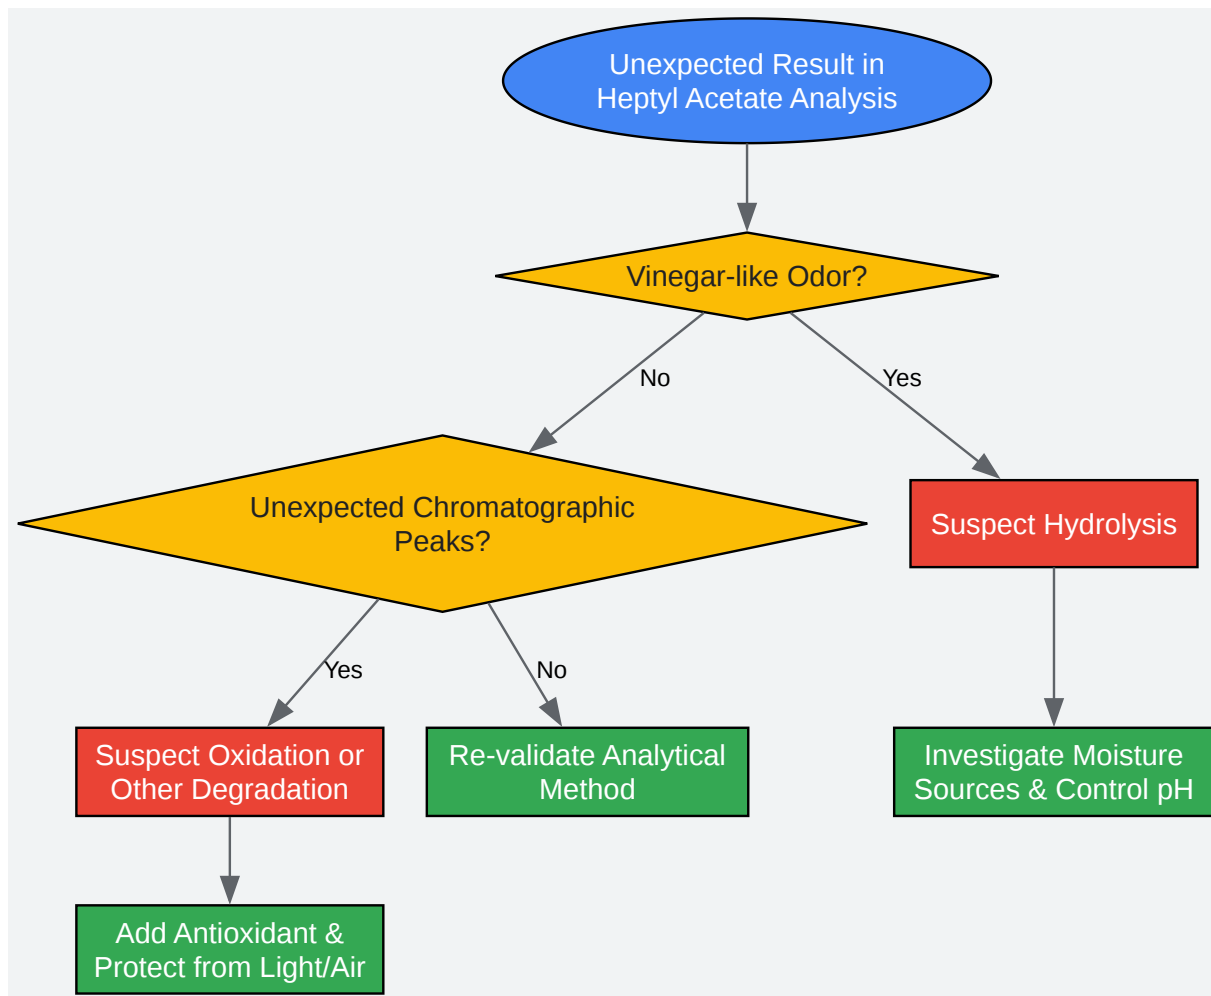 Unexpected Result in
Heptyl Acetate Analysis
Vinegar-like Odor?
No
Yes
Unexpected Chromatographic
Peaks?
Suspect Hydrolysis
Yes
No
Suspect Oxidation or
Other Degradation
Re-validate Analytical
Method
Investigate Moisture
Sources & Control pH
Add Antioxidant &
Protect from Light/Air